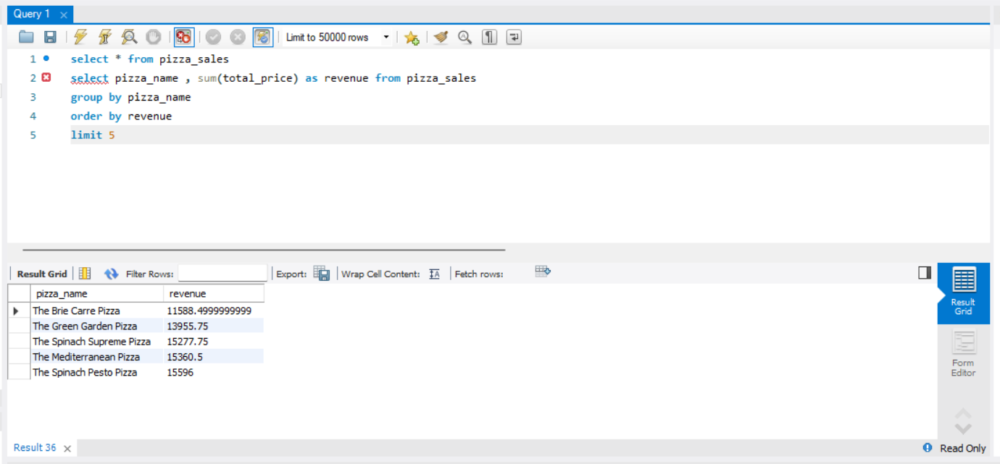 Query 1
Limit to 50000 rows
1 select * from pizza_sales
2 select pizza_name , sum(total_price) as revenue from pizza_sales
3 group by pizza_name
4 order by revenue
5 limit 5
Result Grid Filter Rows: Export: Wrap Cell Content: Fetch rows:
pizza_name revenue
The Brie Carre Pizza 11588.4999999999
The Green Garden Pizza 13955.75
The Spinach Supreme Pizza 15277.75
The Mediterranean Pizza 15360.5
The Spinach Pesto Pizza 15596
Result
Grid
Form
Editor
Result 36
Read Only